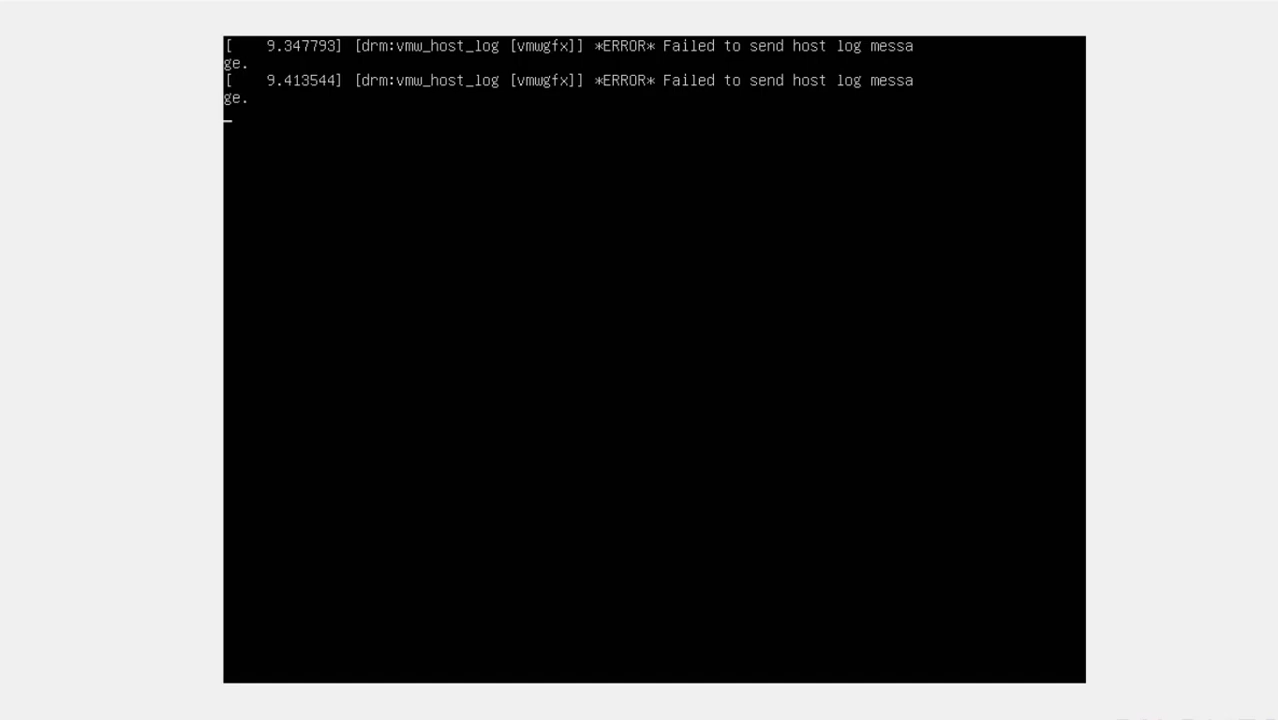 [    9.347793] [drm:vmw_host_log [vmwgfx]] *ERROR* Failed to send host log messa
ge.
[    9.413544] [drm:vmw_host_log [vmwgfx]] *ERROR* Failed to send host log messa
ge.